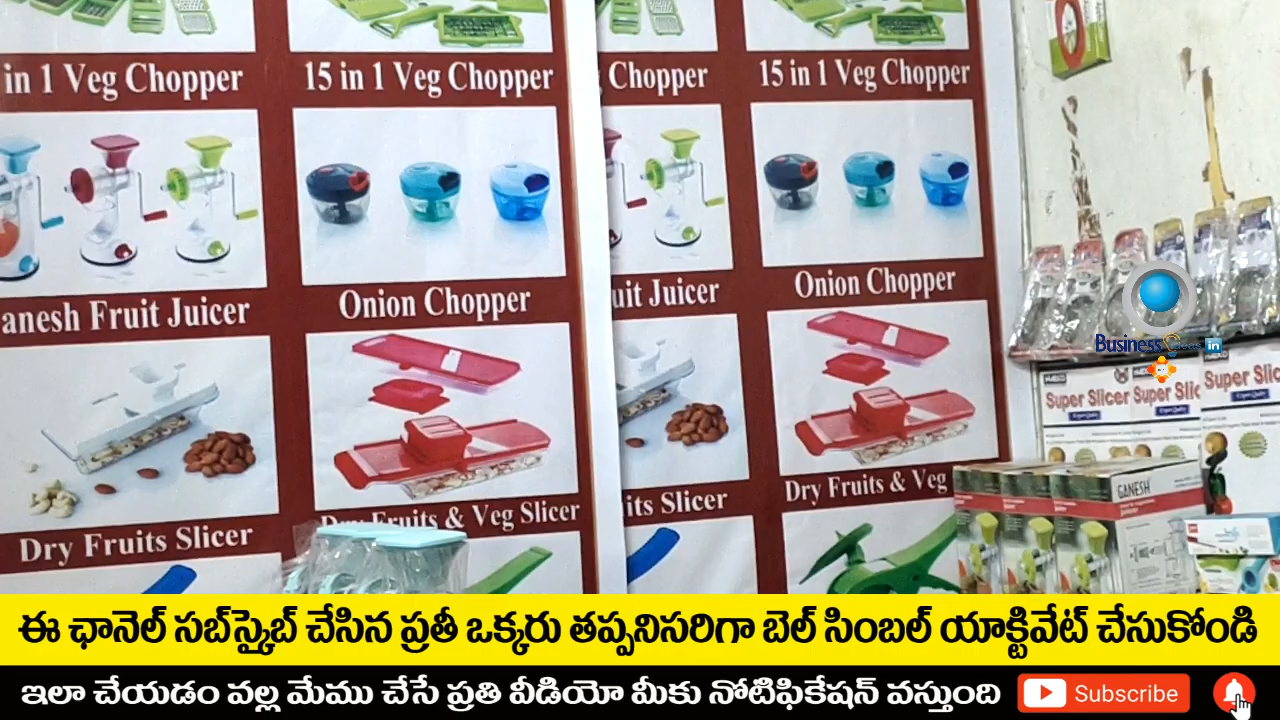 in 1 Veg Chopper
15 in 1 Veg Chopper
Chopper
15 in 1 Veg Chopper
anesh Fruit Juicer
Onion Chopper
uit Juicer
Onion Chopper
Business Ideas in
Super Slicer
Super Slic
Super Slic
Dry Fruits Slicer
Dry Fruits & Veg Slicer
its Slicer
Dry Fruits & Veg
GANESH
ఈ ఛానెల్ సబ్‌స్క్రైబ్ చేసిన ప్రతీ ఒక్కరు తప్పనిసరిగా బెల్ సింబల్ యాక్టివేట్ చేసుకోండి
ఇలా చేయడం వల్ల మేము చేసే ప్రతి వీడియో మీకు నోటిఫికేషన్ వస్తుంది
Subscribe